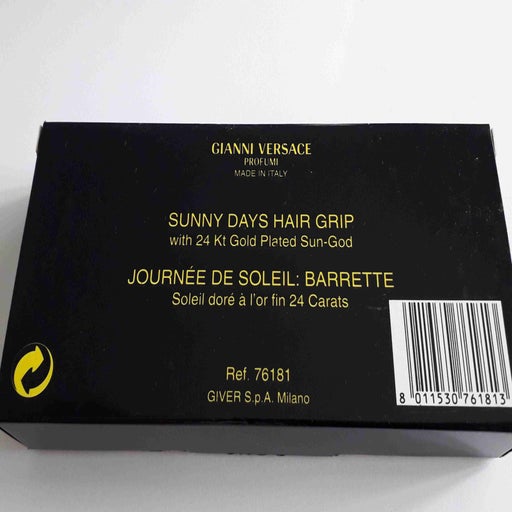 GIANNI VERSACE
PROFUMI
MADE IN ITALY
SUNNY DAYS HAIR GRIP
with 24 Kt Gold Plated Sun-God
JOURNÉE DE SOLEIL: BARRETTE
Soleil doré à l'or fin 24 Carats
Ref. 76181
GIVER S.p.A. Milano
8 011530 761813